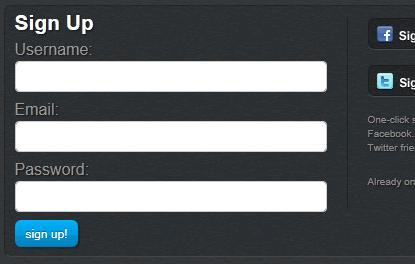 Sign Up
Username:
Email:
Password:
sign up!
f Sig
t Sig
One-click s
Facebook.
Twitter frie
Already on